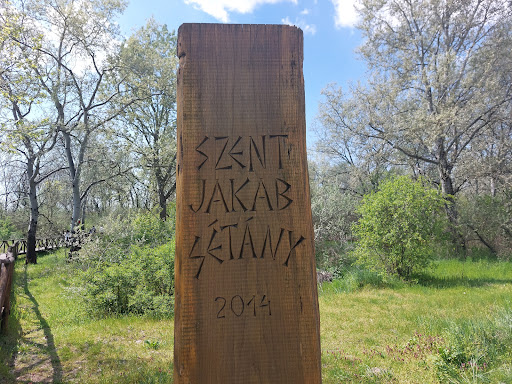 SZENT
JAKAB
SÉTÁNY
2014